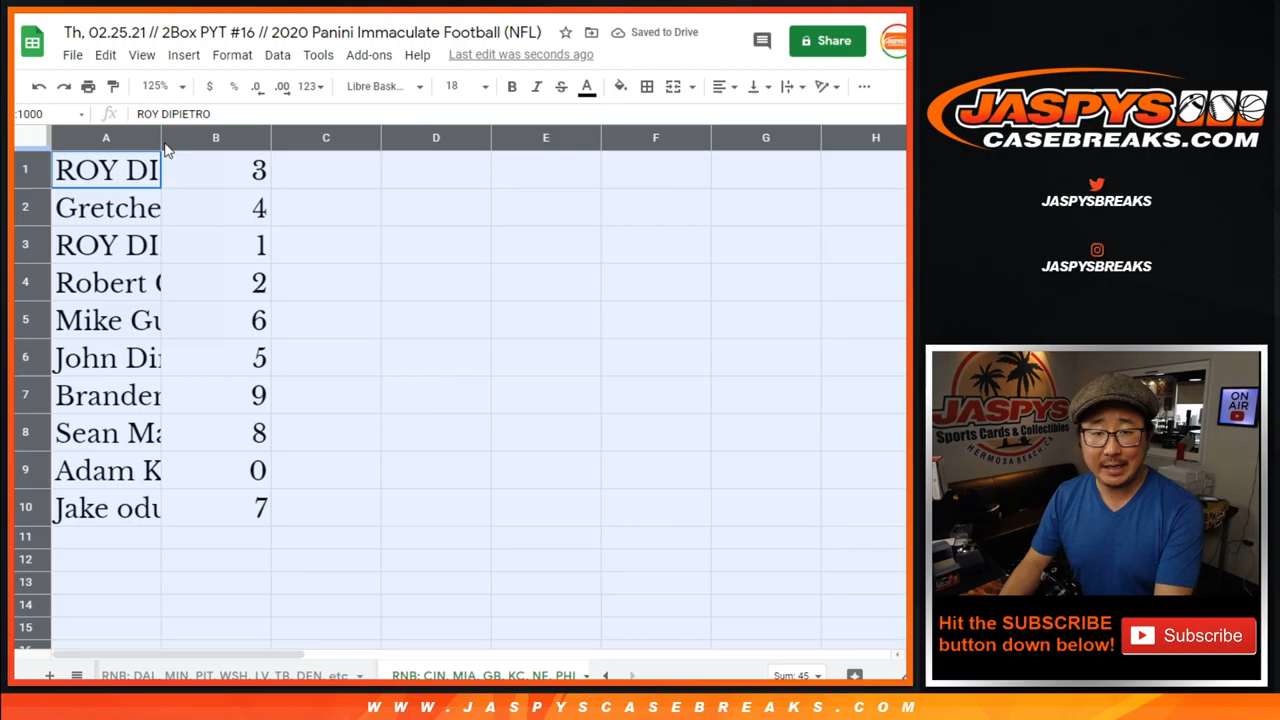 Th, 02.25.21 // 2Box PYT #16 // 2020 Panini Immaculate Football (NFL)
Saved to Drive
Share
File Edit View Insert Format Data Tools Add-ons Help Last edit was seconds ago
125% $ % .0 .00 123 Libre Bask... 18 B I S A
:1000 fx ROY DIPIETRO
A B C D E F G H
1 ROY DI 3
2 Gretche 4
3 ROY DI 1
4 Robert 2
5 Mike Gu 6
6 John Di 5
7 Brander 9
8 Sean Ma 8
9 Adam K 0
10 Jake odu 7
11
12
13
14
15
RNB: DAL, MIN, PIT, WSH, LV, TB, DEN, etc RNB: CIN, MIA, GB, KC, NE, PHI Sum: 45
JASPYS
CASEBREAKS.COM
JASPYSBREAKS
JASPYSBREAKS
JASPYS
Sports Cards & Collectibles
HERMOSA BEACH, CA
ON AIR
Hit the SUBSCRIBE button down below!
Subscribe
WWW.JASPYSCASEBREAKS.COM